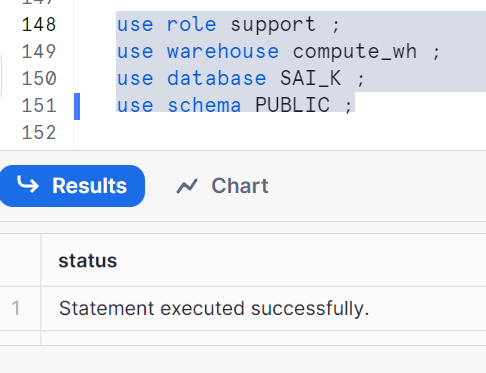 148 use role support ;
149 use warehouse compute_wh ;
150 use database SAI_K ;
151 use schema PUBLIC ;
152
Results Chart
status
1 Statement executed successfully.